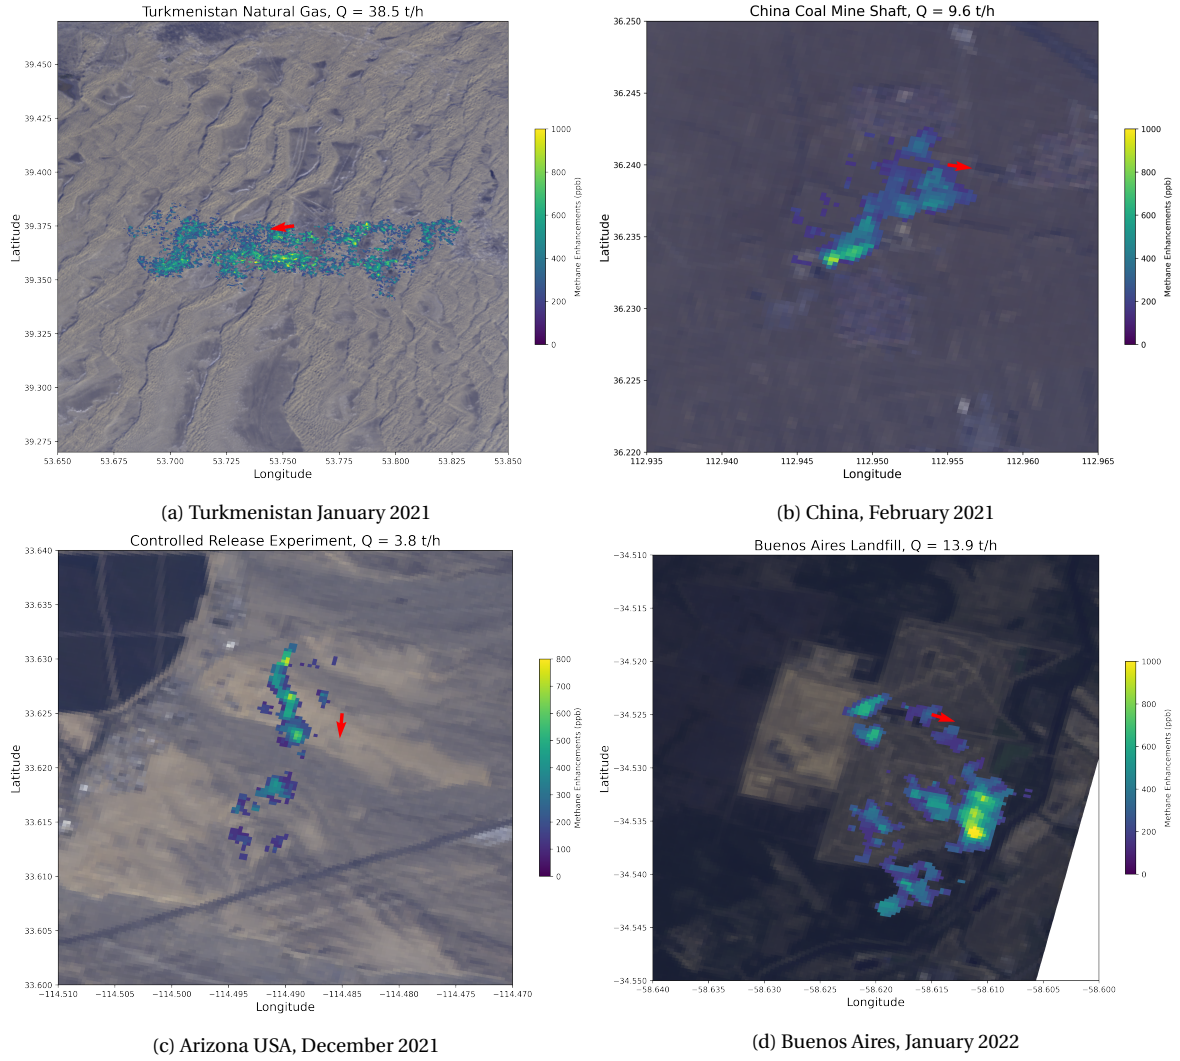 Turkmenistan Natural Gas, Q = 38.5 t/h
Latitude
39.450
39.425
39.400
39.375
39.350
39.325
39.300
39.275
53.650 53.675 53.700 53.725 53.750 53.775 53.800 53.825 53.850
Longitude
1000
800
600
400
200
0
Methane Enhancements (ppb)
(a) Turkmenistan January 2021
China Coal Mine Shaft, Q = 9.6 t/h
Latitude
36.250
36.245
36.240
36.235
36.230
36.225
36.220
112.935 112.940 112.945 112.950 112.955 112.960 112.965
Longitude
1000
800
600
400
200
0
Methane Enhancements (ppb)
(b) China, February 2021
Controlled Release Experiment, Q = 3.8 t/h
Latitude
33.640
33.635
33.630
33.625
33.620
33.615
33.610
33.605
33.600
−114.510 −114.505 −114.500 −114.495 −114.490 −114.485 −114.480 −114.475 −114.470
Longitude
800
700
600
500
400
300
200
100
0
Methane Enhancements (ppb)
(c) Arizona USA, December 2021
Buenos Aires Landfill, Q = 13.9 t/h
Latitude
−34.510
−34.515
−34.520
−34.525
−34.530
−34.535
−34.540
−34.545
−34.550
−58.640 −58.635 −58.630 −58.625 −58.620 −58.615 −58.610 −58.605 −58.600
Longitude
1000
800
600
400
200
0
Methane Enhancements (ppb)
(d) Buenos Aires, January 2022